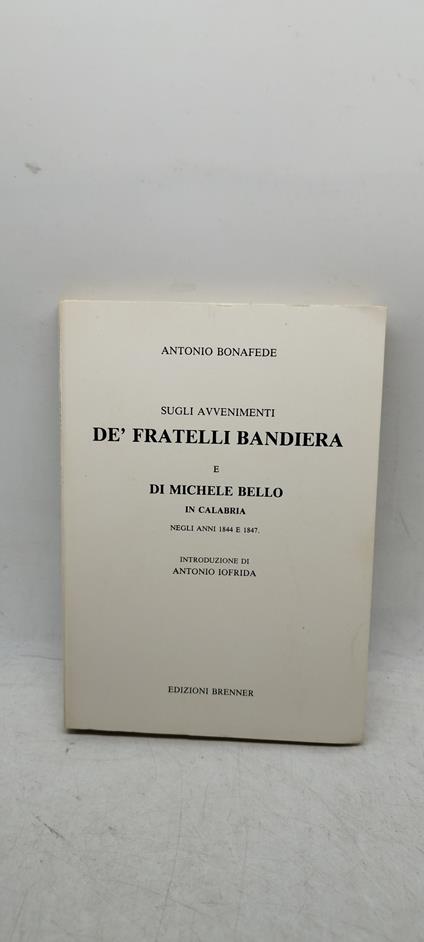 ANTONIO BONAFEDE
SUGLI AVVENIMENTI
DE' FRATELLI BANDIERA
E
DI MICHELE BELLO
IN CALABRIA
NEGLI ANNI 1844 E 1847.
INTRODUZIONE DI
ANTONIO IOFRIDA
EDIZIONI BRENNER